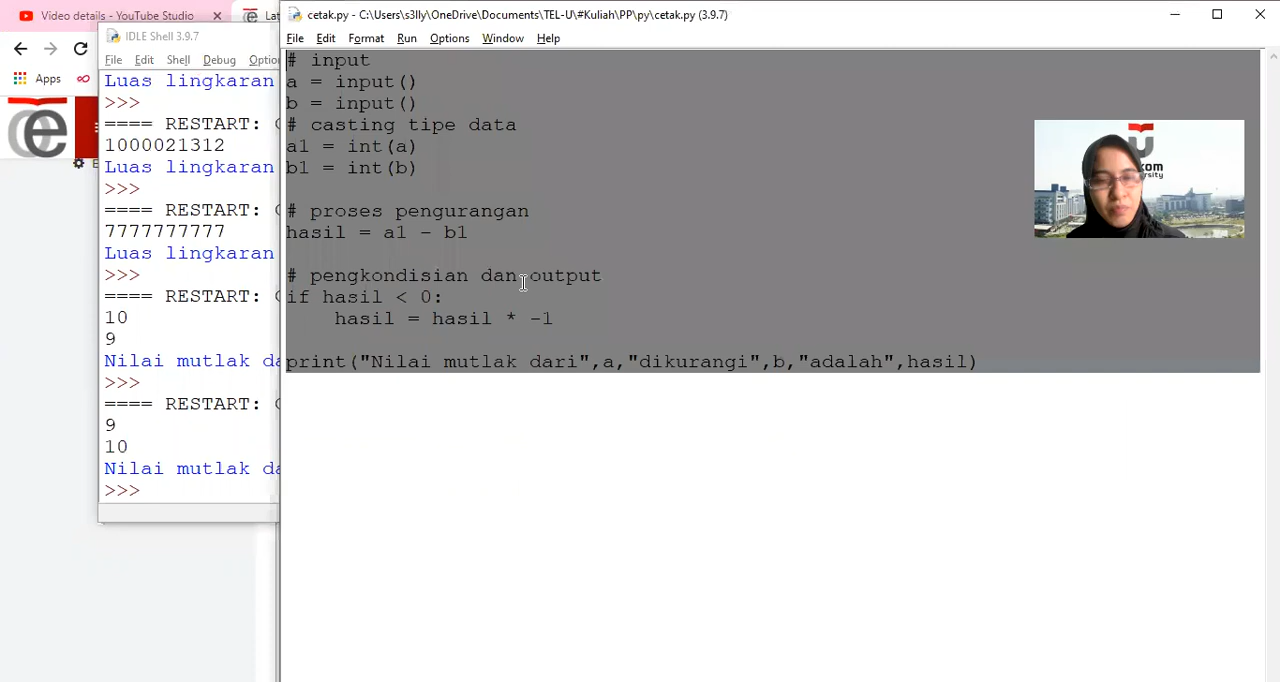 Video details - YouTube Studio
Lat
Apps
IDLE Shell 3.9.7
File Edit Shell Debug Optio
Luas lingkaran
>>>
==== RESTART: C
1000021312
Luas lingkaran
>>>
==== RESTART: C
7777777777
Luas lingkaran
>>>
==== RESTART: C
10
9
Nilai mutlak da
>>>
==== RESTART: C
9
10
Nilai mutlak da
>>>
cetak.py - C:\Users\s3lly\OneDrive\Documents\TEL-U\#Kuliah\PP\py\cetak.py (3.9.7)
File Edit Format Run Options Window Help
# input
a = input()
b = input()
# casting tipe data
a1 = int(a)
b1 = int(b)
# proses pengurangan
hasil = a1 - b1
# pengkondisian dan output
if hasil < 0:
hasil = hasil * -1
print("Nilai mutlak dari",a,"dikurangi",b,"adalah",hasil)
kom
versity